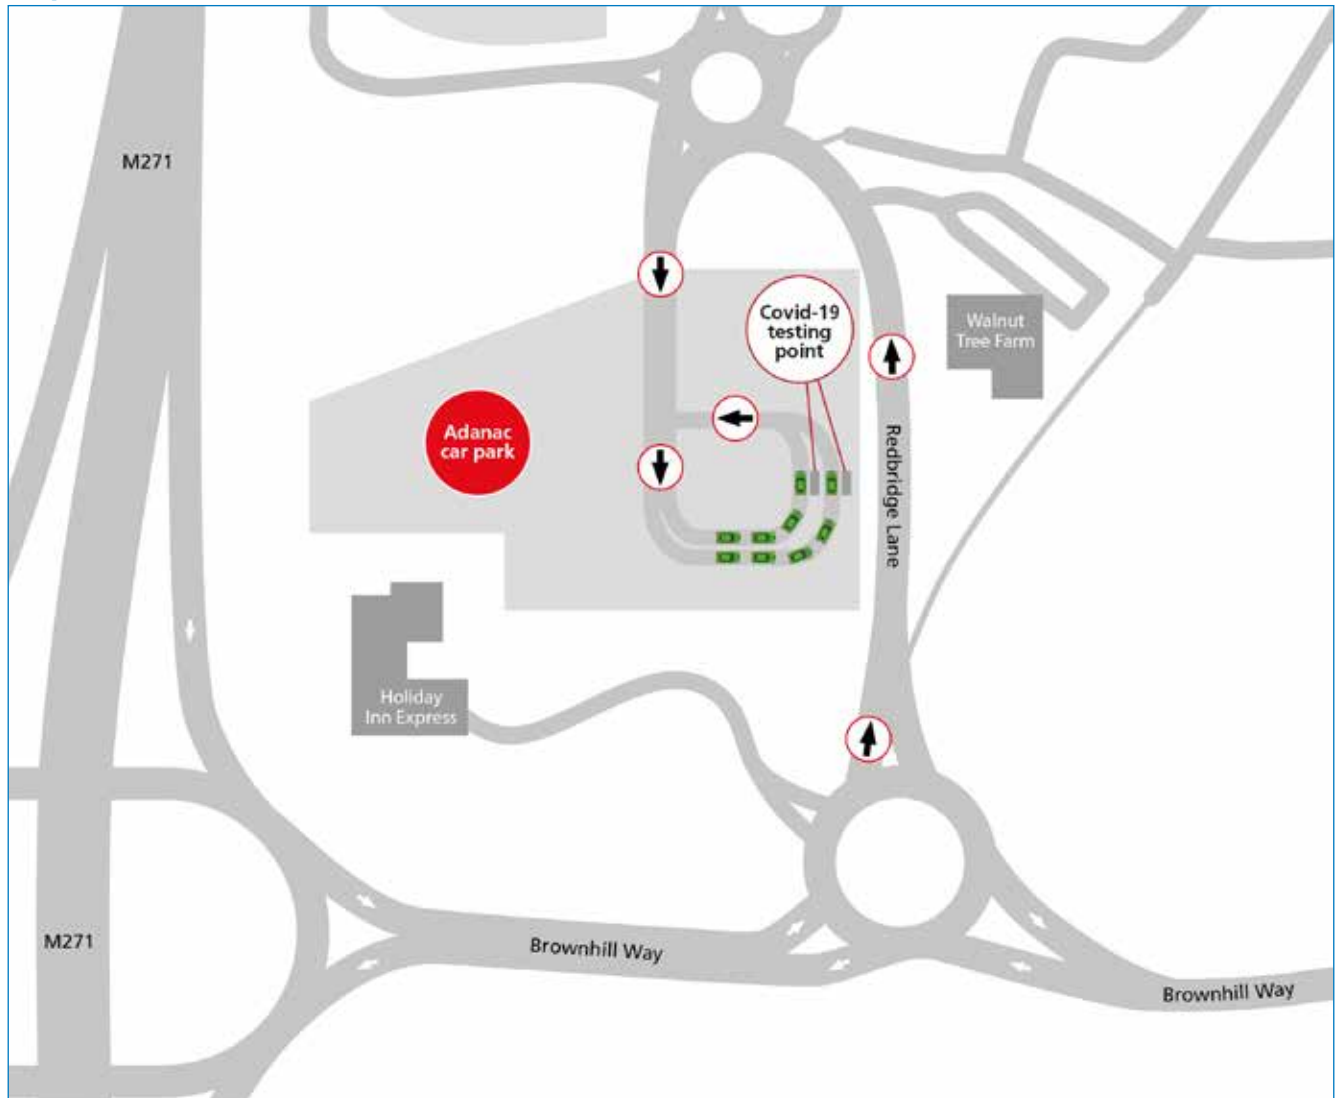 M271
Covid-19
testing
point
Walnut
Tree Farm
Adanac
car park
Redbridge Lane
Holiday
Inn Express
M271
Brownhill Way
Brownhill Way